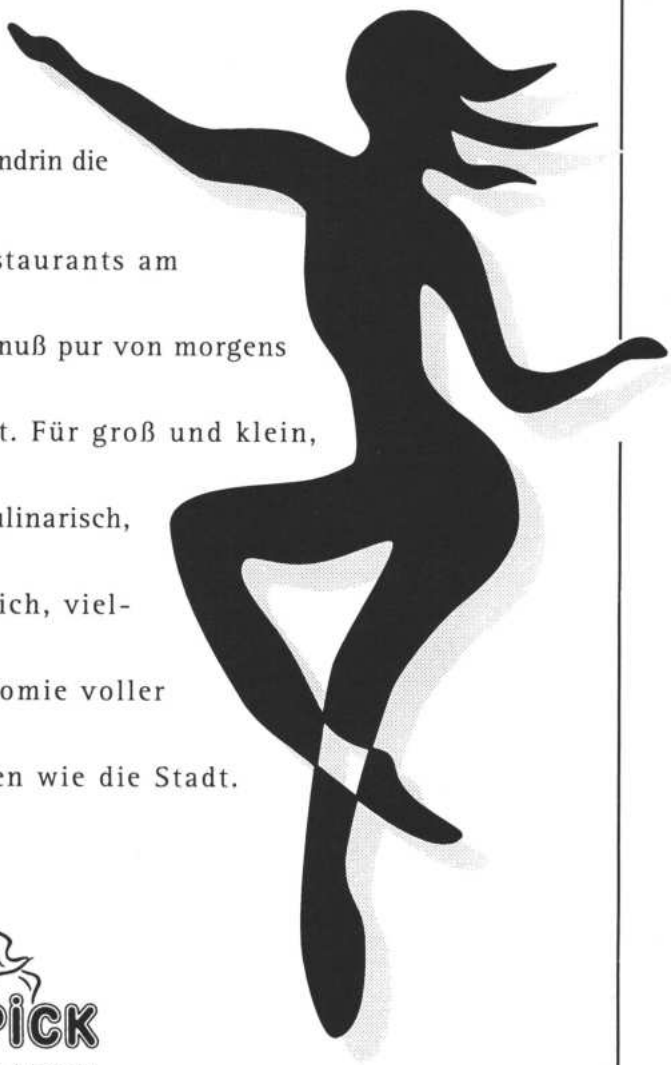 ndrin die
staurants am
nuß pur von morgens
t. Für groß und klein,
ulinarisch,
ich, viel-
omie voller
en wie die Stadt.
PiCK